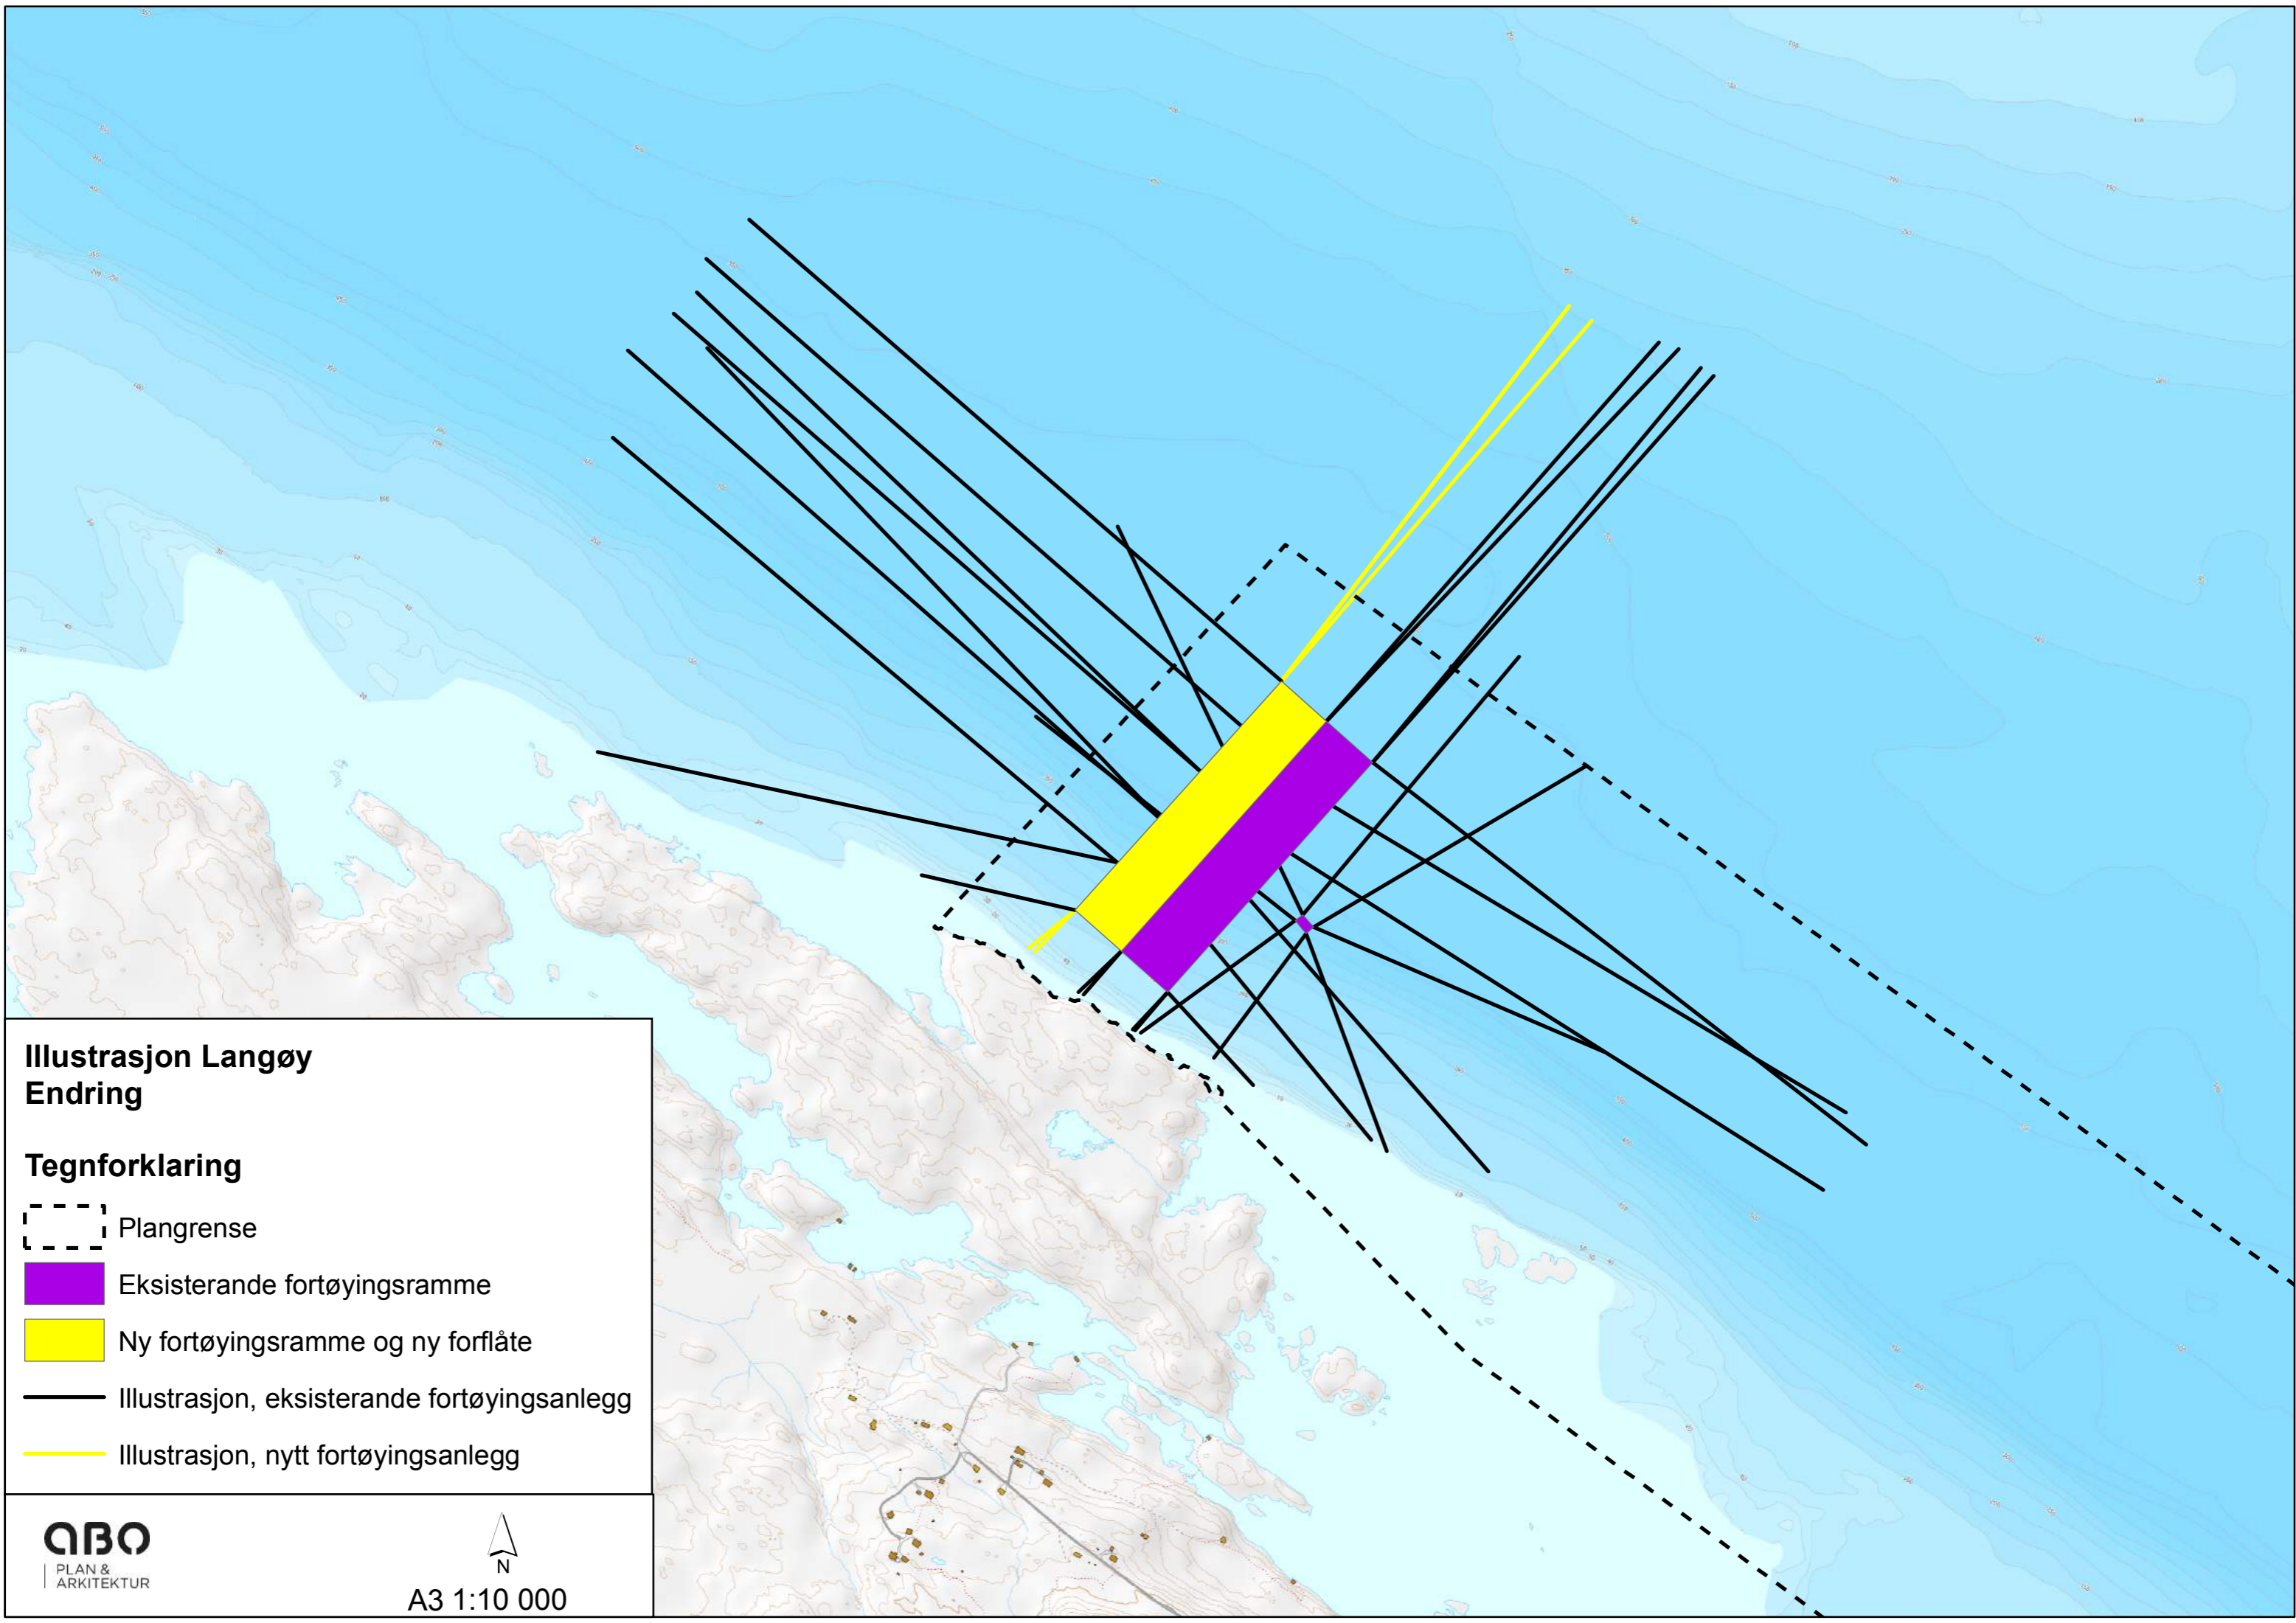 Illustrasjon Langøy
Endring
Tegnforklaring
Plangrense
Eksisterande fortøyingsramme
Ny fortøyingsramme og ny forflåte
Illustrasjon, eksisterande fortøyingsanlegg
Illustrasjon, nytt fortøyingsanlegg
ABO
PLAN &
ARKITEKTUR
N
A3 1:10 000